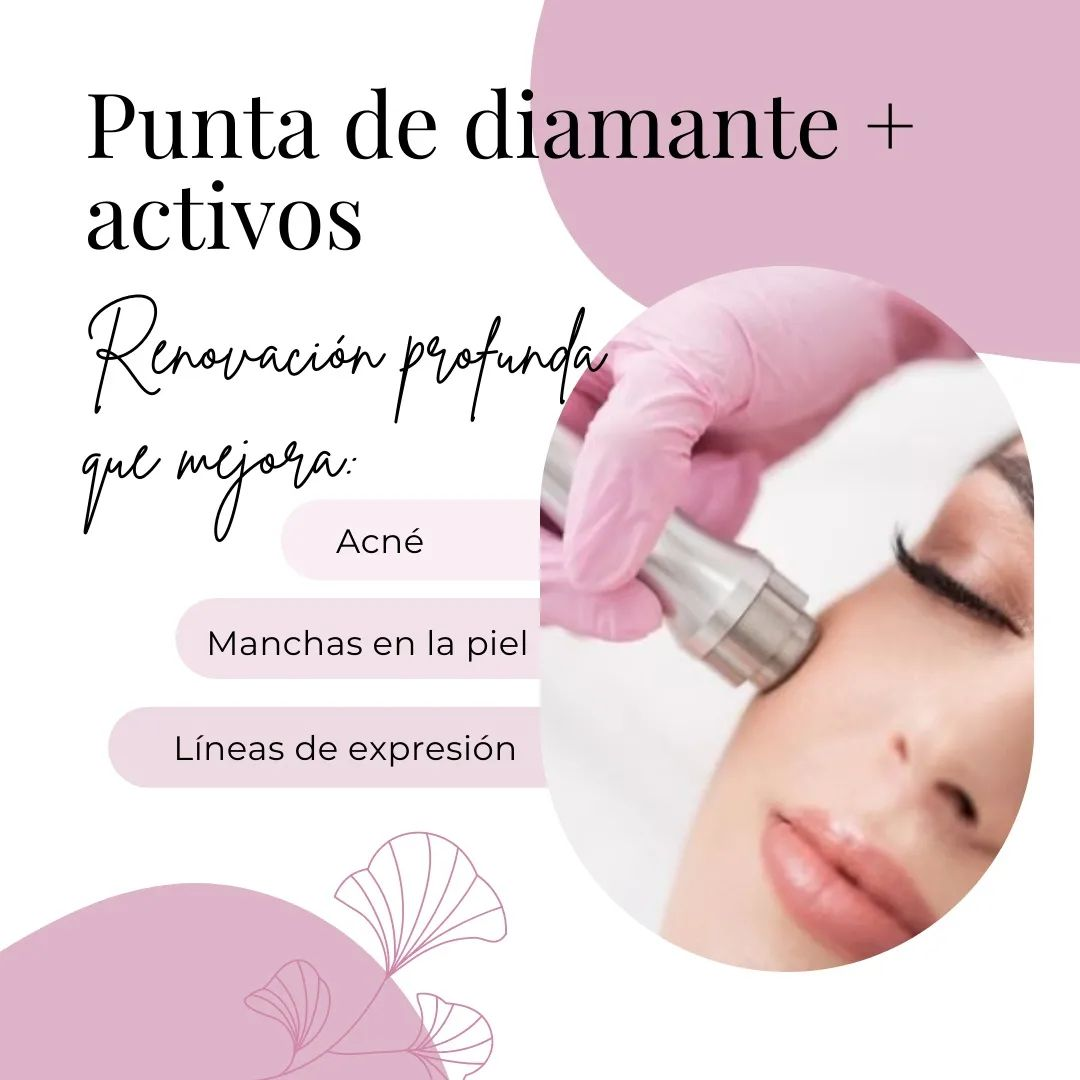 Punta de diamante +
activos
Renovación profunda
que mejora:
Acné
Manchas en la piel
Líneas de expresión